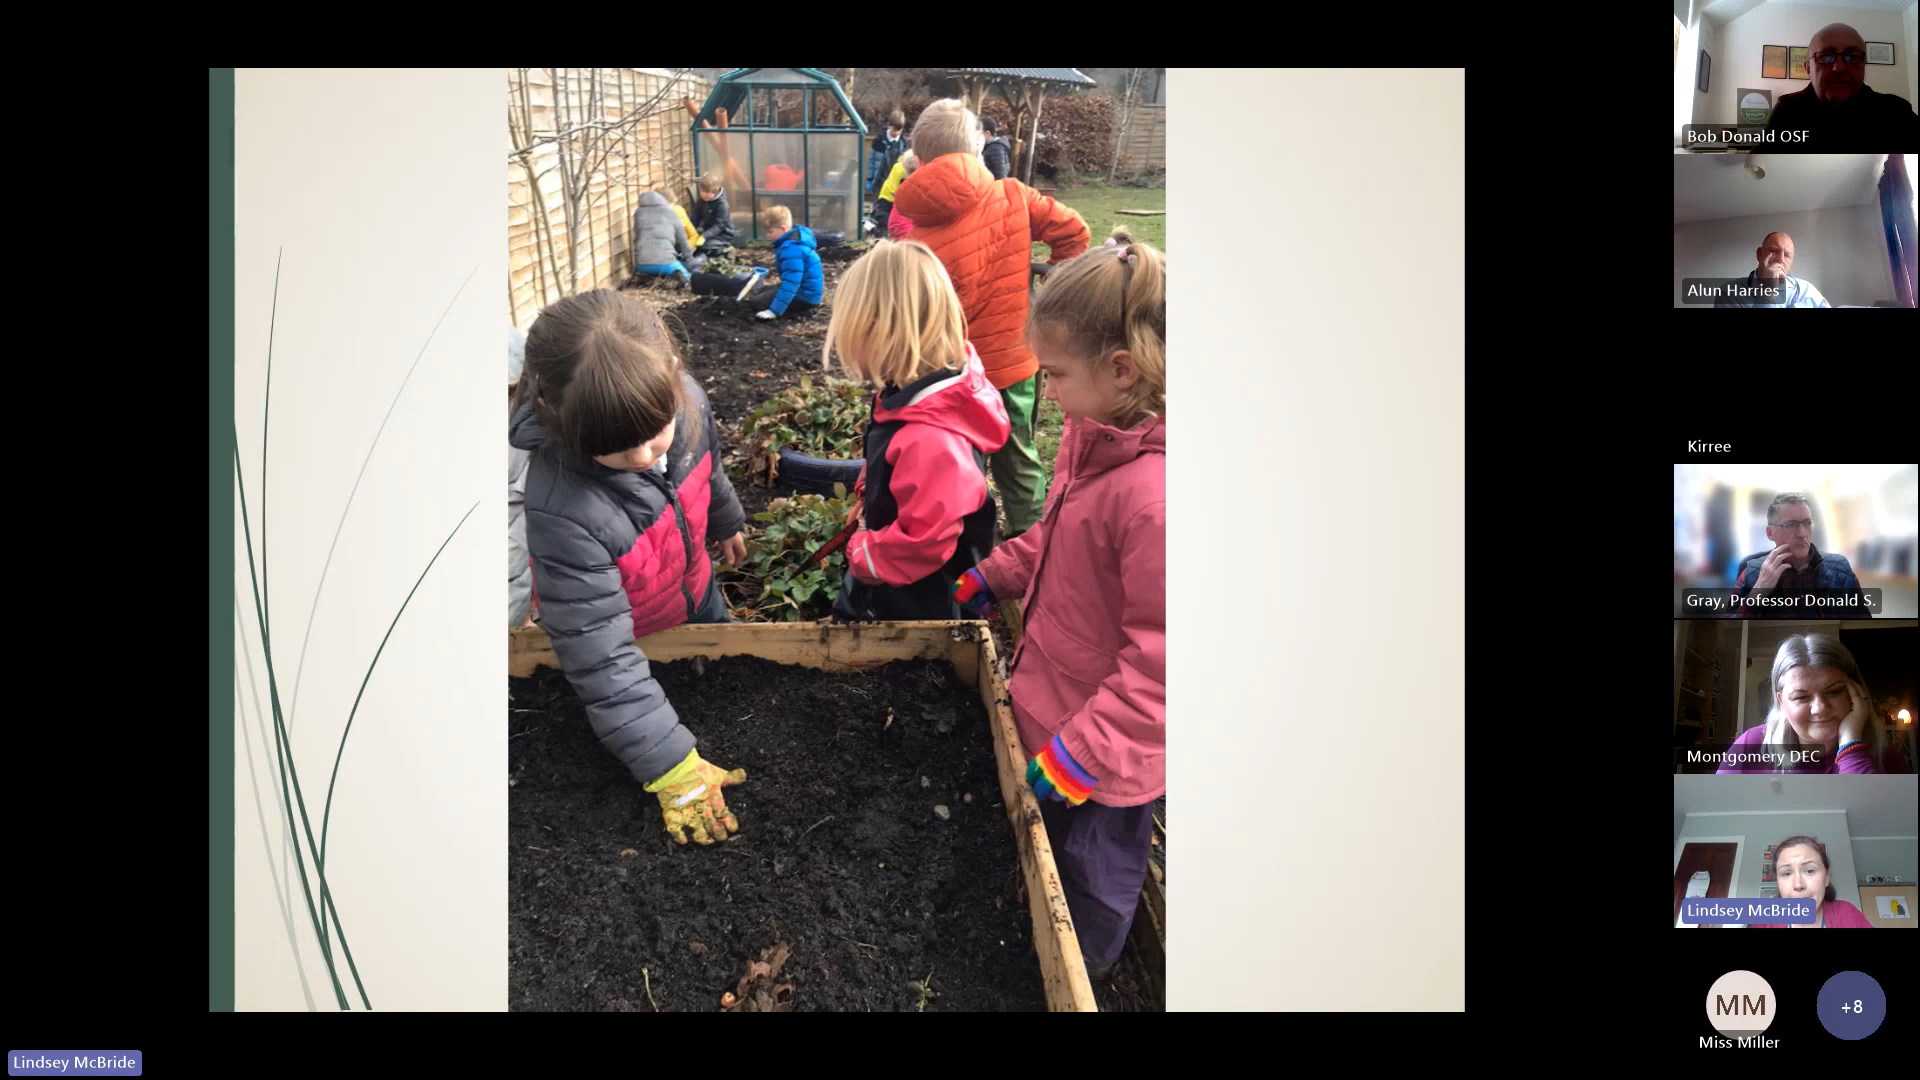 Bob Donald OSF
Alun Harries
Kirree
Gray, Professor Donald S.
Montgomery DEC
Lindsey McBride
MM
+8
Miss Miller
Lindsey McBride